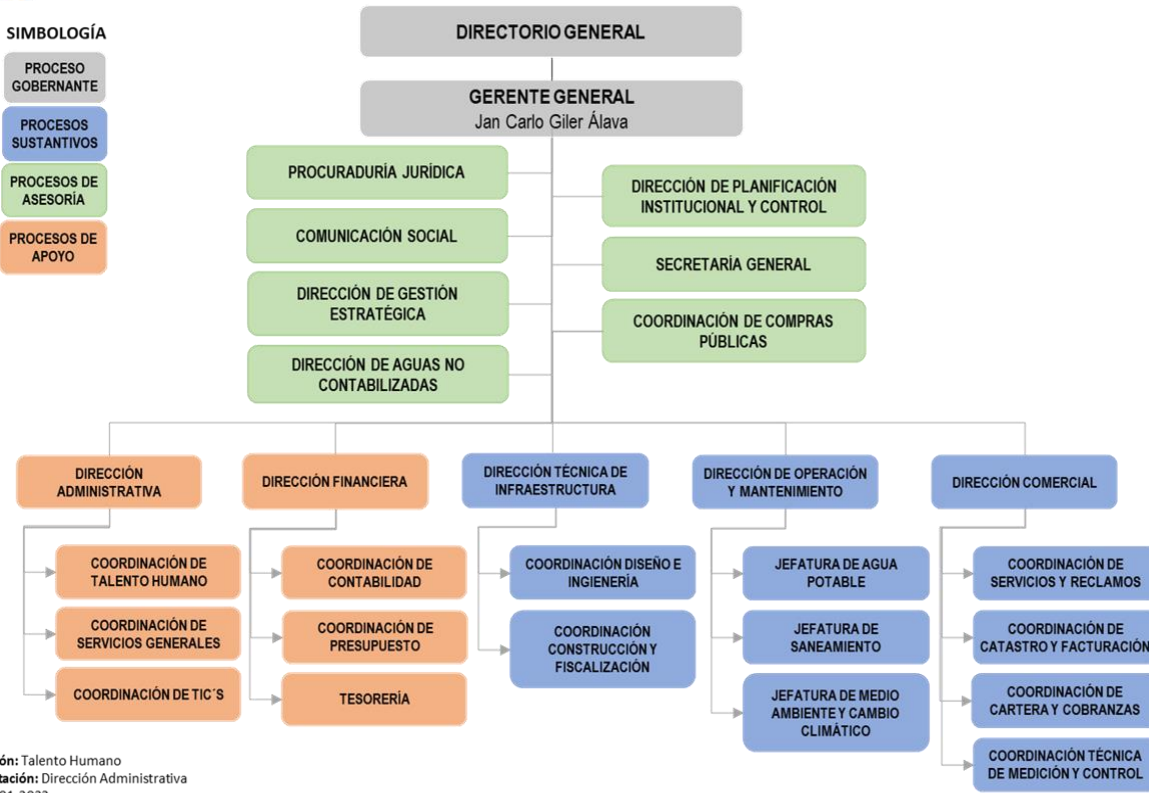 SIMBOLOGÍA
PROCESO
GOBERNANTE
PROCESOS
SUSTANTIVOS
PROCESOS DE
ASESORÍA
PROCESOS DE
APOYO
DIRECTORIO GENERAL
GERENTE GENERAL
Jan Carlo Giler Álava
PROCURADURÍA JURÍDICA
COMUNICACIÓN SOCIAL
DIRECCIÓN DE GESTIÓN
ESTRATÉGICA
DIRECCIÓN DE AGUAS NO
CONTABILIZADAS
DIRECCIÓN DE PLANIFICACIÓN
INSTITUCIONAL Y CONTROL
SECRETARÍA GENERAL
COORDINACIÓN DE COMPRAS
PÚBLICAS
DIRECCIÓN
ADMINISTRATIVA
COORDINACIÓN DE
TALENTO HUMANO
COORDINACIÓN DE
SERVICIOS GENERALES
COORDINACIÓN DE TIC´S
DIRECCIÓN FINANCIERA
COORDINACIÓN DE
CONTABILIDAD
COORDINACIÓN DE
PRESUPUESTO
TESORERÍA
DIRECCIÓN TÉCNICA DE
INFRAESTRUCTURA
COORDINACIÓN DISEÑO E
INGIENERÍA
COORDINACIÓN
CONSTRUCCIÓN Y
FISCALIZACIÓN
DIRECCIÓN DE OPERACIÓN
Y MANTENIMIENTO
JEFATURA DE AGUA
POTABLE
JEFATURA DE
SANEAMIENTO
JEFATURA DE MEDIO
AMBIENTE Y CAMBIO
CLIMÁTICO
DIRECCIÓN COMERCIAL
COORDINACIÓN DE
SERVICIOS Y RECLAMOS
COORDINACIÓN DE
CATASTRO Y FACTURACIÓN
COORDINACIÓN DE
CARTERA Y COBRANZAS
COORDINACIÓN TÉCNICA
DE MEDICIÓN Y CONTROL
ón: Talento Humano
tación: Dirección Administrativa